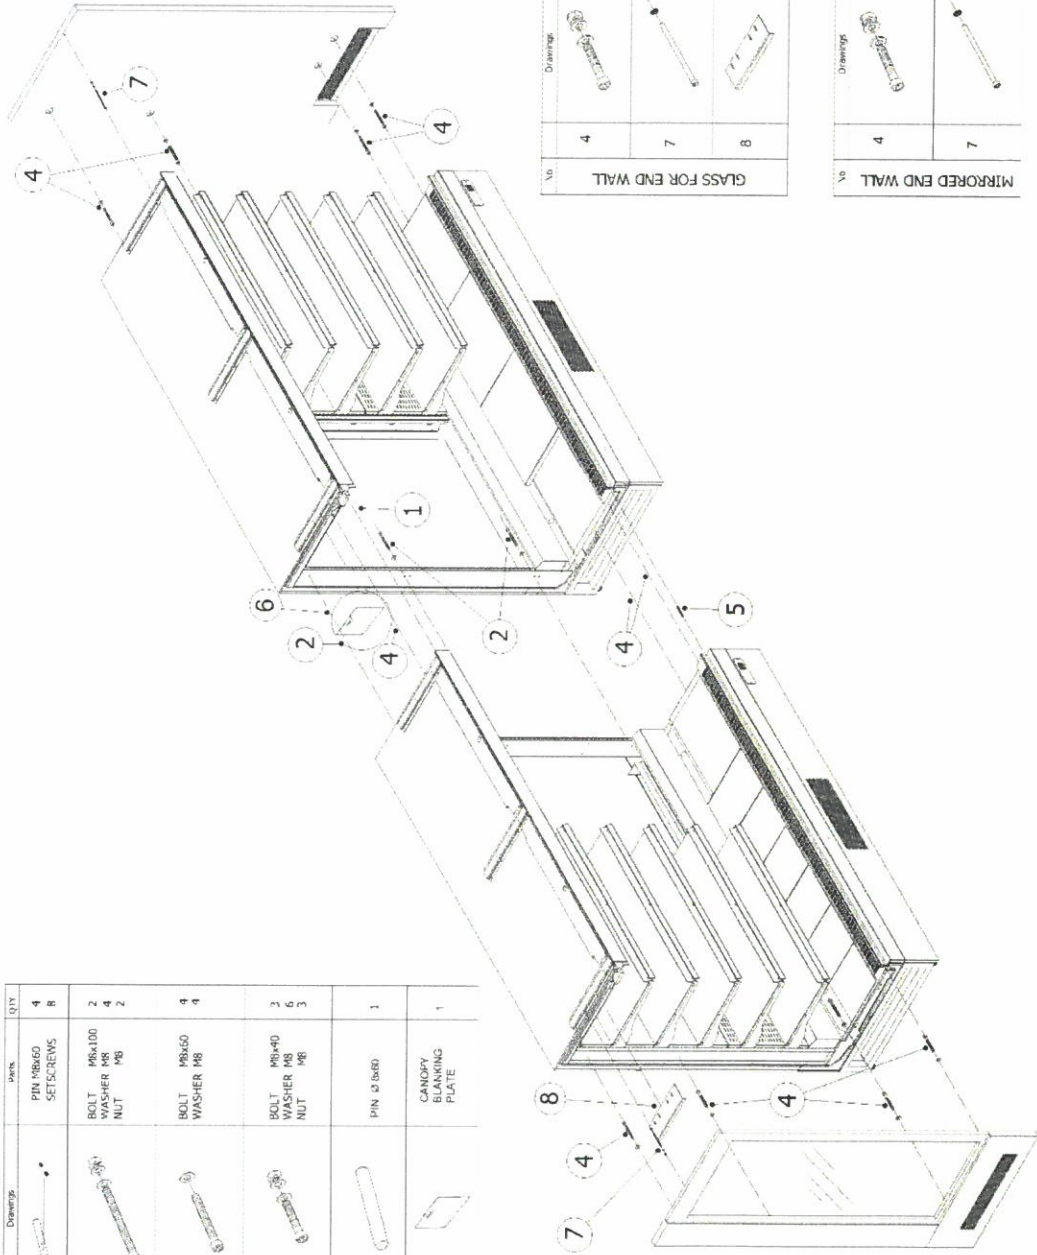 Drawings Parts QTY
PIN M8x60 4
SETSCREWS 8
BOLT M8x100 2
WASHER M8 4
NUT M8 2
BOLT M8x60 4
WASHER M8 4
BOLT M8x40 3
WASHER M8 6
NUT M8 3
PIN Ø 8x60 1
CANOPY
BLANKING
PLATE
1
4
7
4
6
2
1
4
2
4
5
8
4
7
4
No Drawings
GLASS FOR END WALL
4
7
8
No Drawings
MIRRORED END WALL
4
7